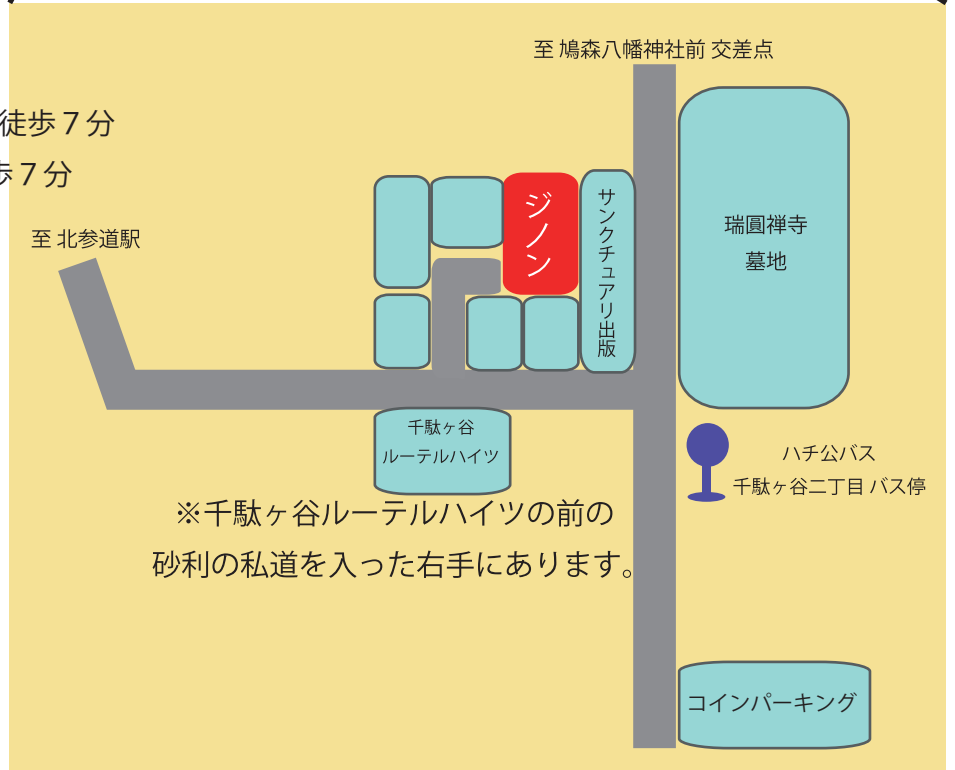 至 鳩森八幡神社前 交差点
徒歩７分
歩７分
至 北参道駅
ジノン
サンクチュアリ出版
瑞圓禅寺
墓地
千駄ヶ谷
ルーテルハイツ
ハチ公バス
千駄ヶ谷二丁目 バス停
※千駄ヶ谷ルーテルハイツの前の
砂利の私道を入った右手にあります。
コインパーキング